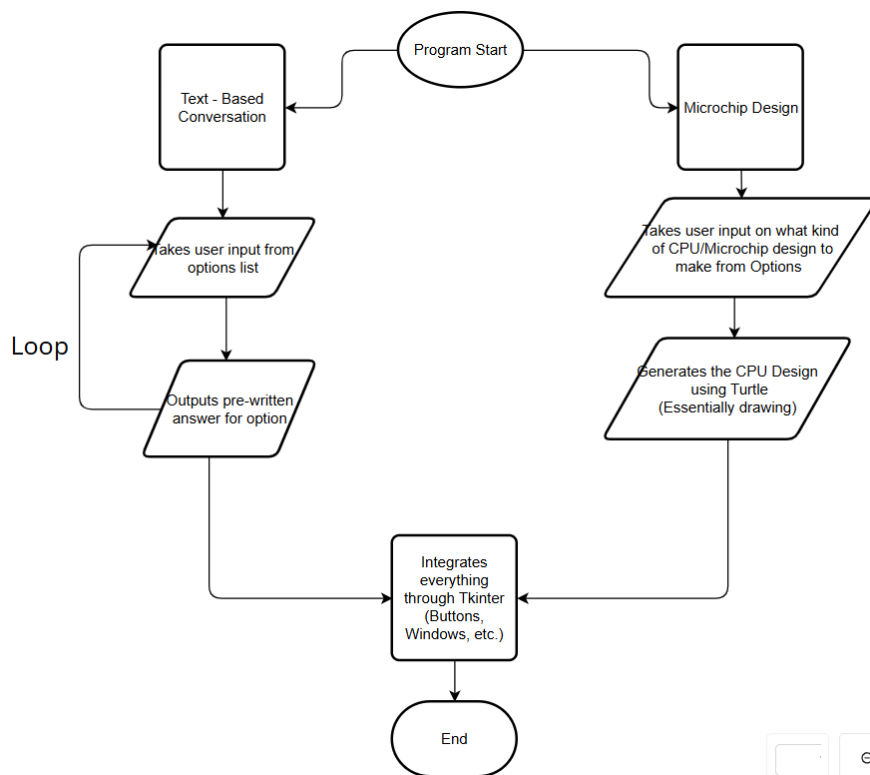 Program Start
Text - Based
Conversation
Microchip Design
Takes user input from
options list
Takes user input on what kind
of CPU/Microchip design to
make from Options
Loop
Outputs pre-written
answer for option
Generates the CPU Design
using Turtle
(Essentially drawing)
Integrates
everything
through Tkinter
(Buttons,
Windows, etc.)
End